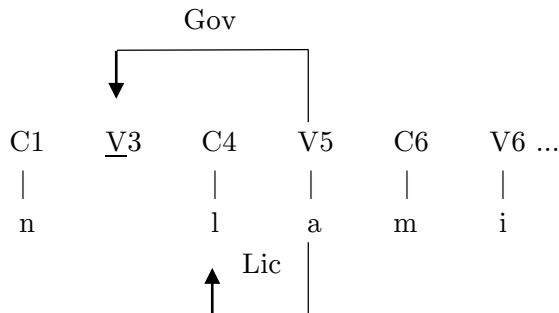 Gov
C1 V3 C4 V5 C6 V6 ...
| | | | |
n l a m i
Lic